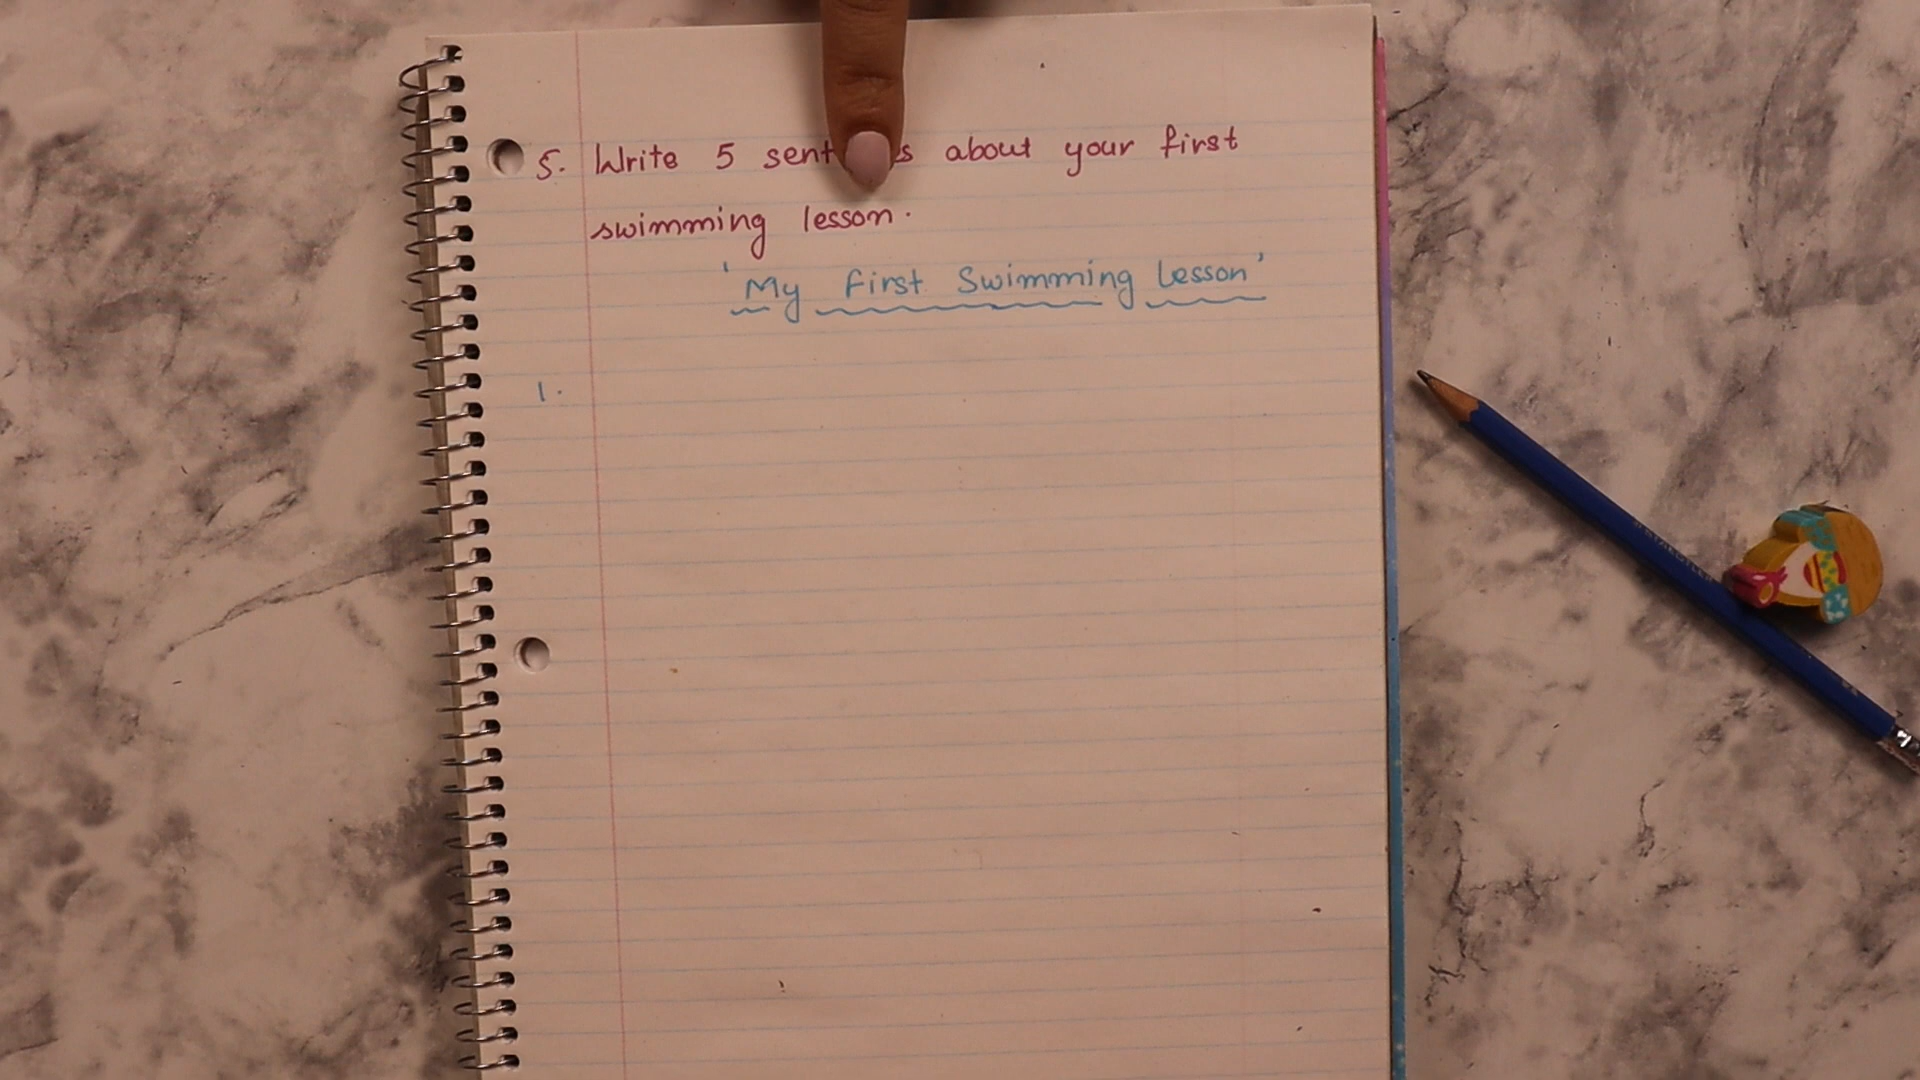 5. Write 5 about your first
swimming lesson.
'My First Swimming Lesson'
1.